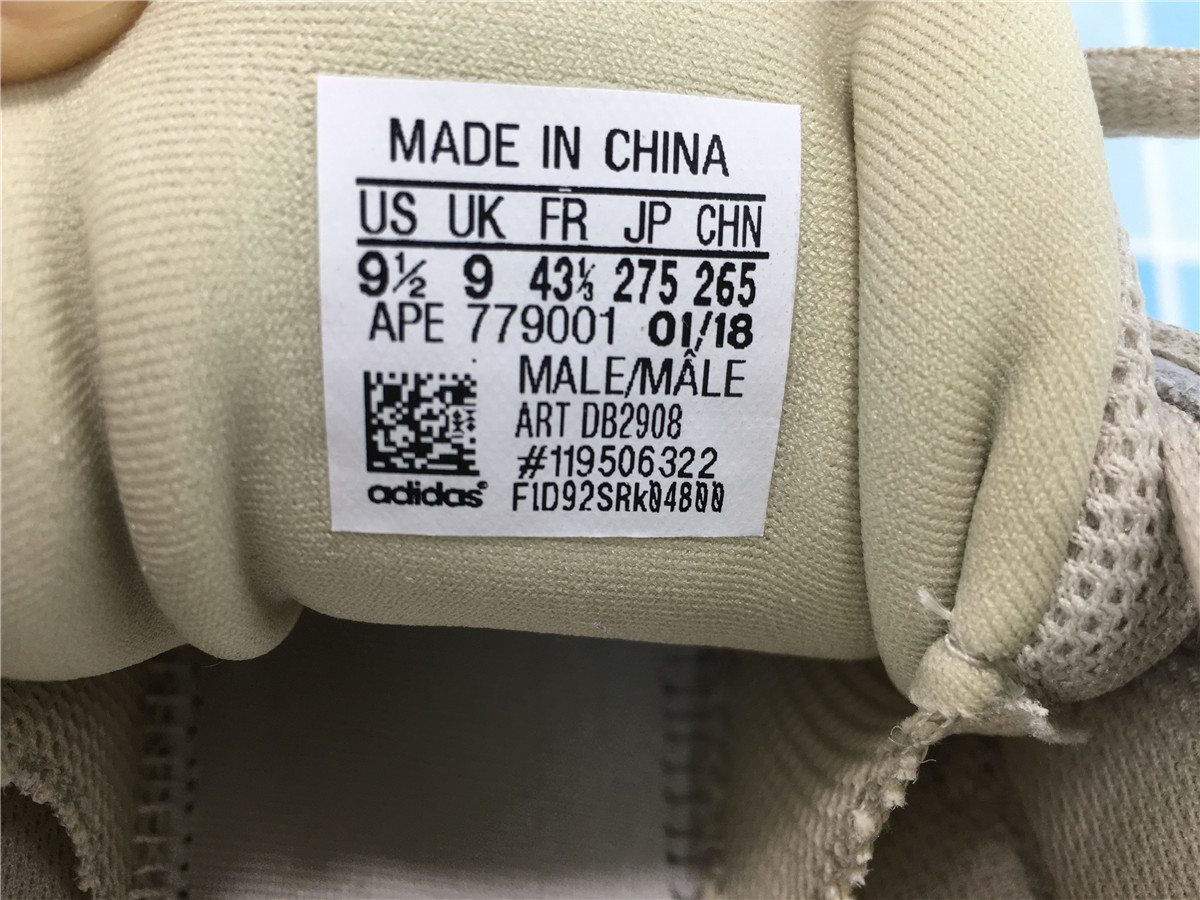 MADE IN CHINA
US UK FR JP CHN
9½ 9 43⅓ 275 265
APE 779001 01/18
MALE/MÂLE
ART DB2908
#119506322
adidas®
F1D92SRk04800